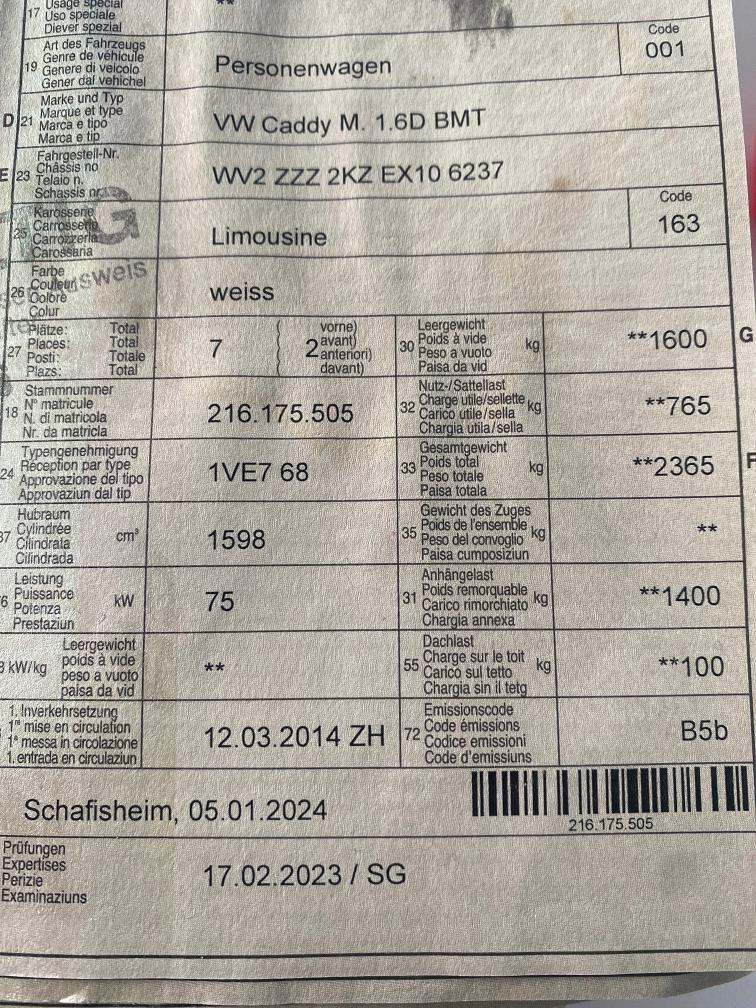 17 Usage spécial **
Uso speciale
Diever spezial
Art des Fahrzeugs
Genre de véhicule
19 Genere di veicolo
Gener dal vehichel
Personenwagen
Code
001
D 21 Marke und Typ
Marque et type
Marca e tipo
Marca e tip
VW Caddy M. 1.6D BMT
E 23 Fahrgestell-Nr.
Châssis no
Telaio n.
Schassis nr.
WV2 ZZZ 2KZ EX10 6237
25 Karosserie
Carrosserie
Carrozzeria
Carossaria
Limousine
Code
163
26 Farbe
Couleur
Colore
Colur
weiss
27 Plätze: Total
Places: Total
Posti: Totale
Plazs: Total
7
2 vorne)
avant)
anteriori)
davant)
30 Leergewicht
Poids à vide
Peso a vuoto
Paisa da vid
kg
**1600
G
18 Stammnummer
N° matricule
N. di matricola
Nr. da matricla
216.175.505
32 Nutz-/Sattellast
Charge utile/sellette
Carico utile/sella
Chargia utila/sella
kg
**765
24 Typengenehmigung
Réception par type
Approvazione del tipo
Approvaziun dal tip
1VE7 68
33 Gesamtgewicht
Poids total
Peso totale
Paisa totala
kg
**2365
F
37 Hubraum
Cylindrée
Cilindrata
Cilindrada
cm³
1598
35 Gewicht des Zuges
Poids de l'ensemble
Peso del convoglio
Paisa cumposiziun
kg
**
6 Leistung
Puissance
Potenza
Prestaziun
kW
75
31 Anhängelast
Poids remorquable
Carico rimorchiato
Chargia annexa
kg
**1400
kW/kg
Leergewicht
poids à vide
peso a vuoto
paisa da vid
**
55 Dachlast
Charge sur le toit
Carico sul tetto
Chargia sin il tetg
kg
**100
1. Inverkehrsetzung
1re mise en circulation
1a messa in circolazione
1. entrada en circulaziun
12.03.2014 ZH
72 Emissionscode
Code émissions
Codice emissioni
Code d'emissiuns
B5b
Schafisheim, 05.01.2024
216.175.505
Prüfungen
Expertises
Perizie
Examinaziuns
17.02.2023 / SG